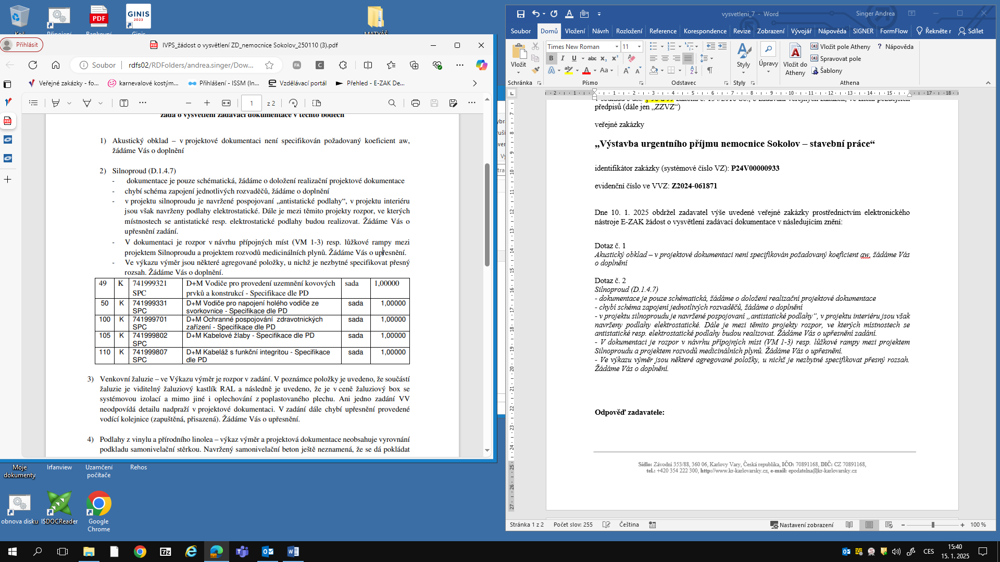 Koš
Připojení
Bankovní
GINIS
2023
Ginis
MATYÁŠ
Přihlásit
IVPS_žádost o vysvětlení ZD_nemocnice Sokolov_250110 (3).pdf
Soubor
rdfs02/RDFolders/andrea.singer/Dow...
Veřejné zakázky - fo...
karnevalové kostým...
Přihlášení - ISSM (In...
Vzdělávací portál
Přehled - E-ZAK De...
1
z 2
žádá o vysvětlení zadávací dokumentace v těchto bodech
1) Akustický obklad – v projektové dokumentaci není specifikován požadovaný koeficient aw,
žádáme Vás o doplnění
2) Silnoproud (D.1.4.7)
- dokumentace je pouze schématická, žádáme o doložení realizační projektové dokumentace
- chybí schéma zapojení jednotlivých rozvaděčů, žádáme o doplnění
- v projektu silnoproudu je navržené pospojovaní „antistatické podlahy“, v projektu interiéru
jsou však navrženy podlahy elektrostatické. Dále je mezi těmito projekty rozpor, ve kterých
místnostech se antistatické resp. elektrostatické podlahy budou realizovat. Žádáme Vás o
upřesnění zadání.
- V dokumentaci je rozpor v návrhu přípojných míst (VM 1-3) resp. lůžkové rampy mezi
projektem Silnoproudu a projektem rozvodů medicinálních plynů. Žádáme Vás o upřesnění.
- Ve výkazu výměr jsou některé agregované položky, u nichž je nezbytné specifikovat přesný
rozsah. Žádáme Vás o doplnění.
49 K 741999321 D+M Vodiče pro provedení uzemnění kovových sada 1,00000
SPC prvků a konstrukcí - Specifikace dle PD
50 K 741999331 D+M Vodiče pro napojení holého vodiče ze sada 1,00000
SPC svorkovnice - Specifikace dle PD
100 K 741999701 D+M Ochranné pospojování zdravotnických sada 1,00000
SPC zařízení - Specifikace dle PD
105 K 741999802 D+M Kabelové žlaby - Specifikace dle PD sada 1,00000
SPC
110 K 741999807 D+M Kabeláž s funkční integritou - Specifikace sada 1,00000
SPC dle PD
3) Venkovní žaluzie – ve Výkazu výměr je rozpor v zadání. V poznámce položky je uvedeno, že součástí
žaluzie je viditelný žaluziový kastlík RAL a následně je uvedeno, že je v ceně žaluziový box se
systémovou izolací a mimo jiné i oplechování z poplastovaného plechu. Ani jedno zadání VV
neodpovídá detailu nadpraží v projektové dokumentaci. V zadání dále chybí upřesnění provedené
vodící kolejnice (zapuštěná, přisazená). Žádáme Vás o upřesnění.
4) Podlahy z vinylu a přírodního linolea – výkaz výměr a projektová dokumentace neobsahuje vyrovnání
podkladu samonivelační stěrkou. Navržený samonivelační beton ještě neznamená, že se dá pokládat
Moje
dokumenty
Irfanview
Uzamčení
počítače
Rehos
obnova disku
ISDOCReader
Google
Chrome
vysvetleni_7 - Word
Singer Andrea
Soubor Domů Vložení Návrh Rozložení Reference Korespondence Revize Zobrazení Vývojář Nápověda SIGNER FormFlow Řekněte r Sdílet
Vložit
Schránka
Times New Roman 11
B I U
Písmo
Odstavec
Styly
Styly
Úpravy
Vložit do
Atheny
Vložit pole Atheny
Spravovat pole
Šablony
Nápověda
Athena
předpisů (dále jen „ZZVZ“)
veřejné zakázky
„Výstavba urgentního příjmu nemocnice Sokolov – stavební práce“
identifikátor zakázky (systémové číslo VZ): P24V00000933
evidenční číslo ve VVZ: Z2024-061871
Dne 10. 1. 2025 obdržel zadavatel výše uvedené veřejné zakázky prostřednictvím elektronického
nástroje E-ZAK žádost o vysvětlení zadávací dokumentace v následujícím znění:
Dotaz č. 1
Akustický obklad – v projektové dokumentaci není specifikován požadovaný koeficient aw, žádáme Vás
o doplnění
Dotaz č. 2
Silnoproud (D.1.4.7)
- dokumentace je pouze schématická, žádáme o doložení realizační projektové dokumentace
- chybí schéma zapojení jednotlivých rozvaděčů, žádáme o doplnění
- v projektu silnoproudu je navržené pospojovaní „antistatické podlahy“, v projektu interiéru jsou však
navrženy podlahy elektrostatické. Dále je mezi těmito projekty rozpor, ve kterých místnostech se
antistatické resp. elektrostatické podlahy budou realizovat. Žádáme Vás o upřesnění zadání.
- V dokumentaci je rozpor v návrhu přípojných míst (VM 1-3) resp. lůžkové rampy mezi projektem
Silnoproudu a projektem rozvodů medicinálních plynů. Žádáme Vás o upřesnění.
- Ve výkazu výměr jsou některé agregované položky, u nichž je nezbytné specifikovat přesný rozsah.
Žádáme Vás o doplnění.
Odpověď zadavatele:
Sídlo: Závodní 353/88, 360 06, Karlovy Vary, Česká republika, IČO: 70891168, DIČ: CZ 70891168,
tel.: +420 354 222 300, http://www.kr-karlovarsky.cz, e-mail: epodatelna@kr-karlovarsky.cz
Stránka 1 z 2
Počet slov: 255
Čeština
Nastavení zobrazení
100 %
CES
15:40
15. 1. 2025